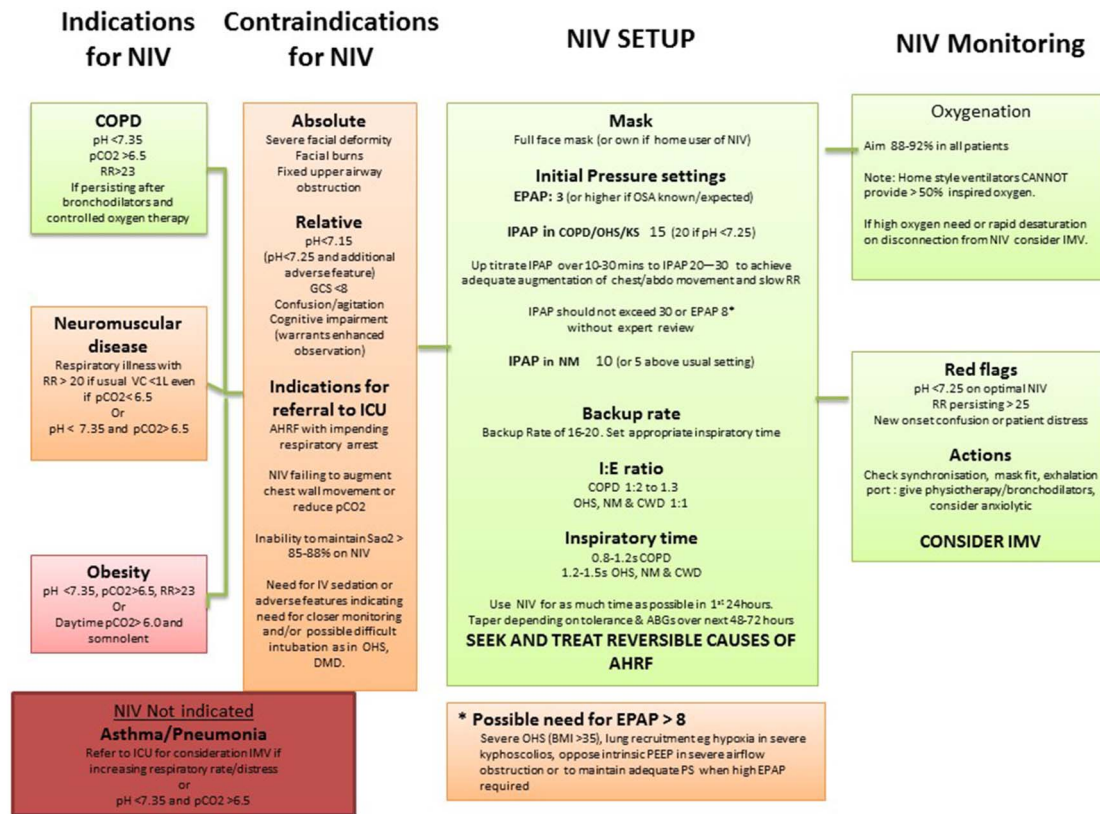 Indications
for NIV
COPD
pH <7.35
pCO2 >6.5
RR>23
If persisting after
bronchodilators and
controlled oxygen therapy
Neuromuscular
disease
Respiratory illness with
RR > 20 if usual VC <1L even
if pCO2< 6.5
Or
pH < 7.35 and pCO2> 6.5
Obesity
pH <7.35, pCO2>6.5, RR>23
Or
Daytime pCO2> 6.0 and
somnolent
NIV Not indicated
Asthma/Pneumonia
Refer to ICU for consideration IMV if
increasing respiratory rate/distress
or
pH <7.35 and pCO2 >6.5
Contraindications
for NIV
Absolute
Severe facial deformity
Facial burns
Fixed upper airway
obstruction
Relative
pH<7.15
(pH<7.25 and additional
adverse feature)
GCS <8
Confusion/agitation
Cognitive impairment
(warrants enhanced
observation)
Indications for
referral to ICU
AHRF with impending
respiratory arrest
NIV failing to augment
chest wall movement or
reduce pCO2
Inability to maintain Sao2 >
85-88% on NIV
Need for IV sedation or
adverse features indicating
need for closer monitoring
and/or possible difficult
intubation as in OHS,
DMD.
NIV SETUP
Mask
Full face mask (or own if home user of NIV)
Initial Pressure settings
EPAP: 3 (or higher if OSA known/expected)
IPAP in COPD/OHS/KS 15 (20 if pH <7.25)
Up titrate IPAP over 10-30 mins to IPAP 20—30 to achieve
adequate augmentation of chest/abdo movement and slow RR
IPAP should not exceed 30 or EPAP 8*
without expert review
IPAP in NM 10 (or 5 above usual setting)
Backup rate
Backup Rate of 16-20. Set appropriate inspiratory time
I:E ratio
COPD 1:2 to 1.3
OHS, NM & CWD 1:1
Inspiratory time
0.8-1.2s COPD
1.2-1.5s OHS, NM & CWD
Use NIV for as much time as possible in 1st 24hours.
Taper depending on tolerance & ABGs over next 48-72 hours
SEEK AND TREAT REVERSIBLE CAUSES OF
AHRF
* Possible need for EPAP > 8
Severe OHS (BMI >35), lung recruitment eg hypoxia in severe
kyphoscolios, oppose intrinsic PEEP in severe airflow
obstruction or to maintain adequate PS when high EPAP
required
NIV Monitoring
Oxygenation
Aim 88-92% in all patients
Note: Home style ventilators CANNOT
provide > 50% inspired oxygen.
If high oxygen need or rapid desaturation
on disconnection from NIV consider IMV.
Red flags
pH <7.25 on optimal NIV
RR persisting > 25
New onset confusion or patient distress
Actions
Check synchronisation, mask fit, exhalation
port : give physiotherapy/bronchodilators,
consider anxiolytic
CONSIDER IMV